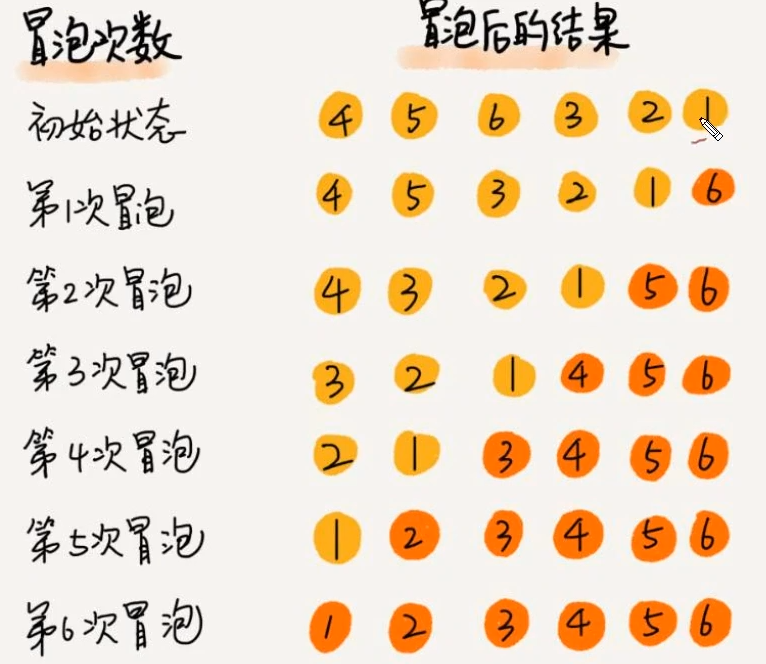 冒泡次数 冒泡后的结果
初始状态 4 5 6 3 2 1
第1次冒泡 4 5 3 2 1 6
第2次冒泡 4 3 2 1 5 6
第3次冒泡 3 2 1 4 5 6
第4次冒泡 2 1 3 4 5 6
第5次冒泡 1 2 3 4 5 6
第6次冒泡 1 2 3 4 5 6